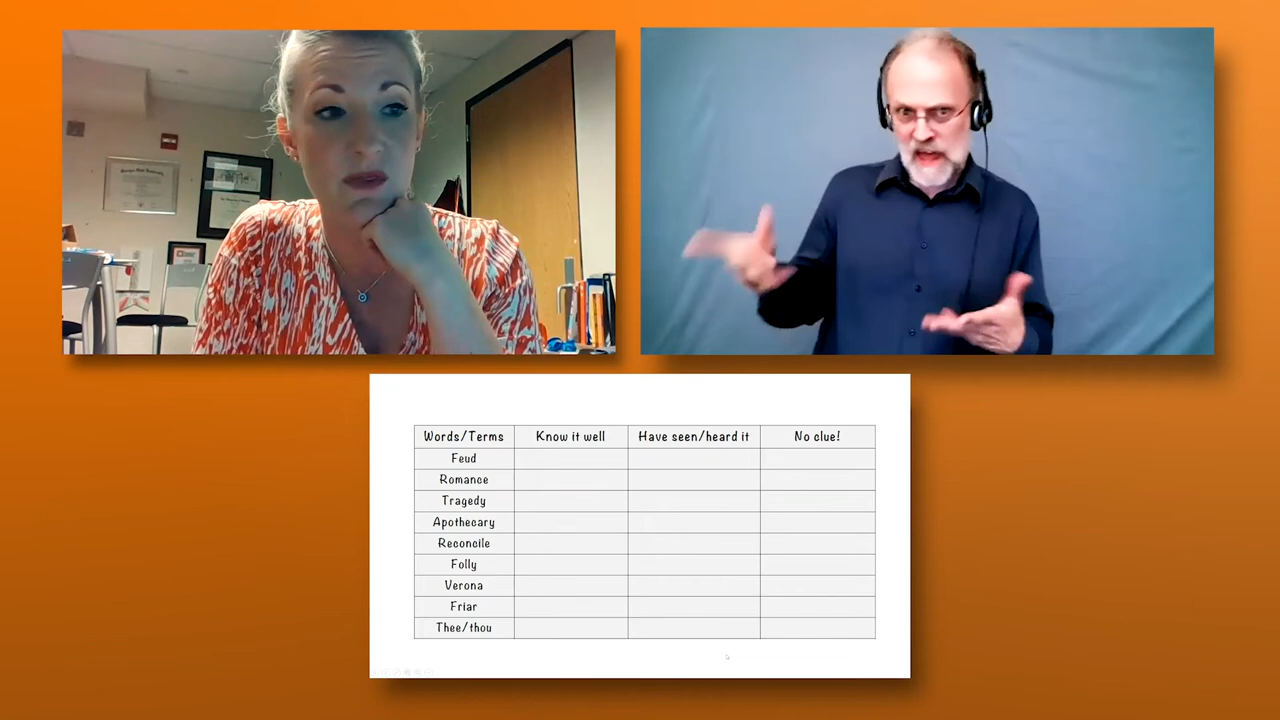 Words/Terms Know it well Have seen/heard it No clue!
Feud
Romance
Tragedy
Apothecary
Reconcile
Folly
Verona
Friar
Thee/thou